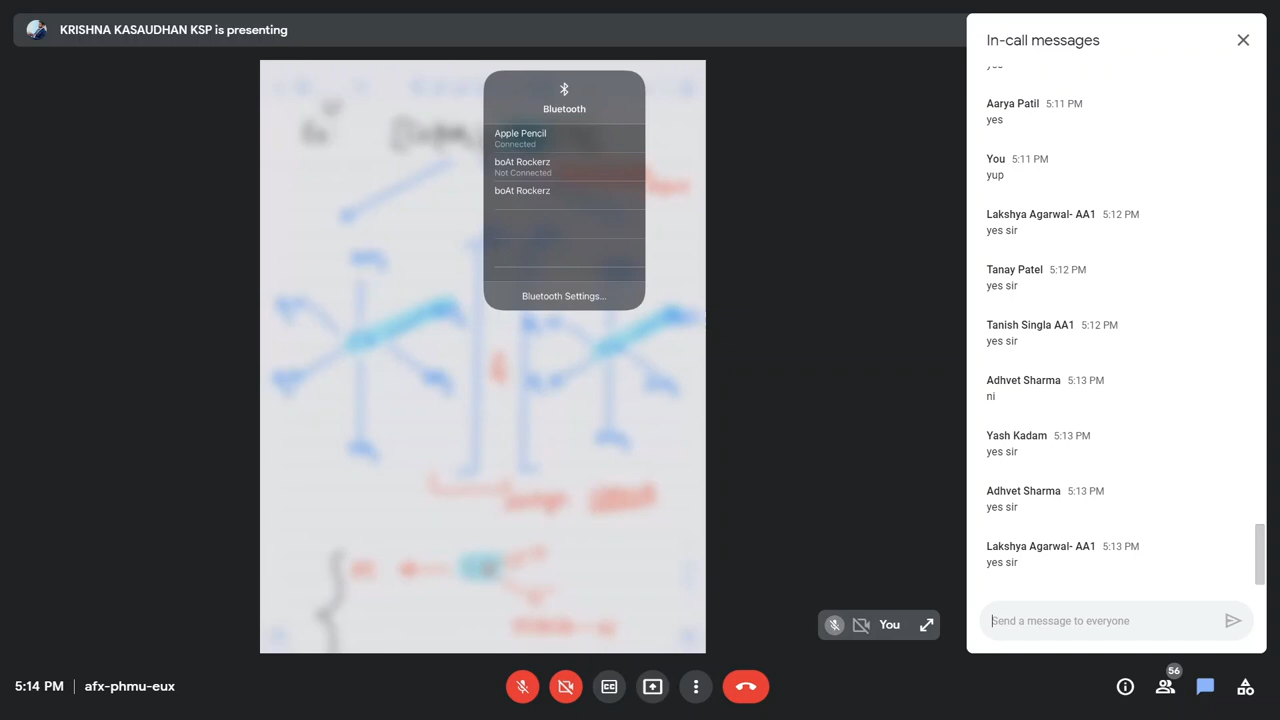 KRISHNA KASAUDHAN KSP is presenting
Bluetooth
Apple Pencil
Connected
boAt Rockerz
Not Connected
boAt Rockerz
Bluetooth Settings...
You
In-call messages
Aarya Patil 5:11 PM
yes
You 5:11 PM
yup
Lakshya Agarwal- AA1 5:12 PM
yes sir
Tanay Patel 5:12 PM
yes sir
Tanish Singla AA1 5:12 PM
yes sir
Adhvet Sharma 5:13 PM
ni
Yash Kadam 5:13 PM
yes sir
Adhvet Sharma 5:13 PM
yes sir
Lakshya Agarwal- AA1 5:13 PM
yes sir
Send a message to everyone
5:14 PM | afx-phmu-eux
CC
56